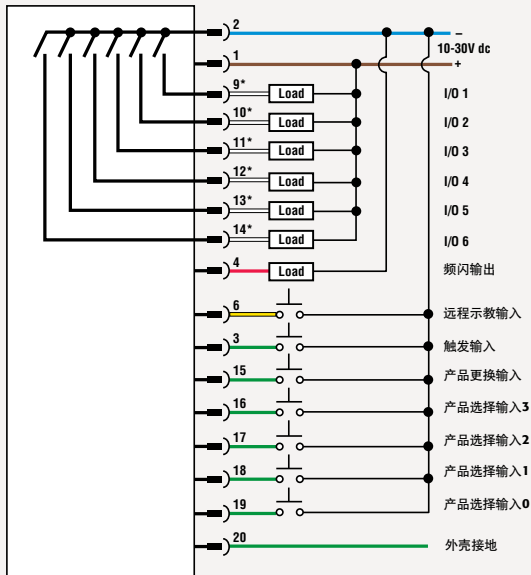 2 –
10-30V dc
1 +
9* Load I/O 1
10* Load I/O 2
11* Load I/O 3
12* Load I/O 4
13* Load I/O 5
14* Load I/O 6
4 Load 频闪输出
6 远程示教输入
3 触发输入
15 产品更换输入
16 产品选择输入3
17 产品选择输入2
18 产品选择输入1
19 产品选择输入0
20 外壳接地